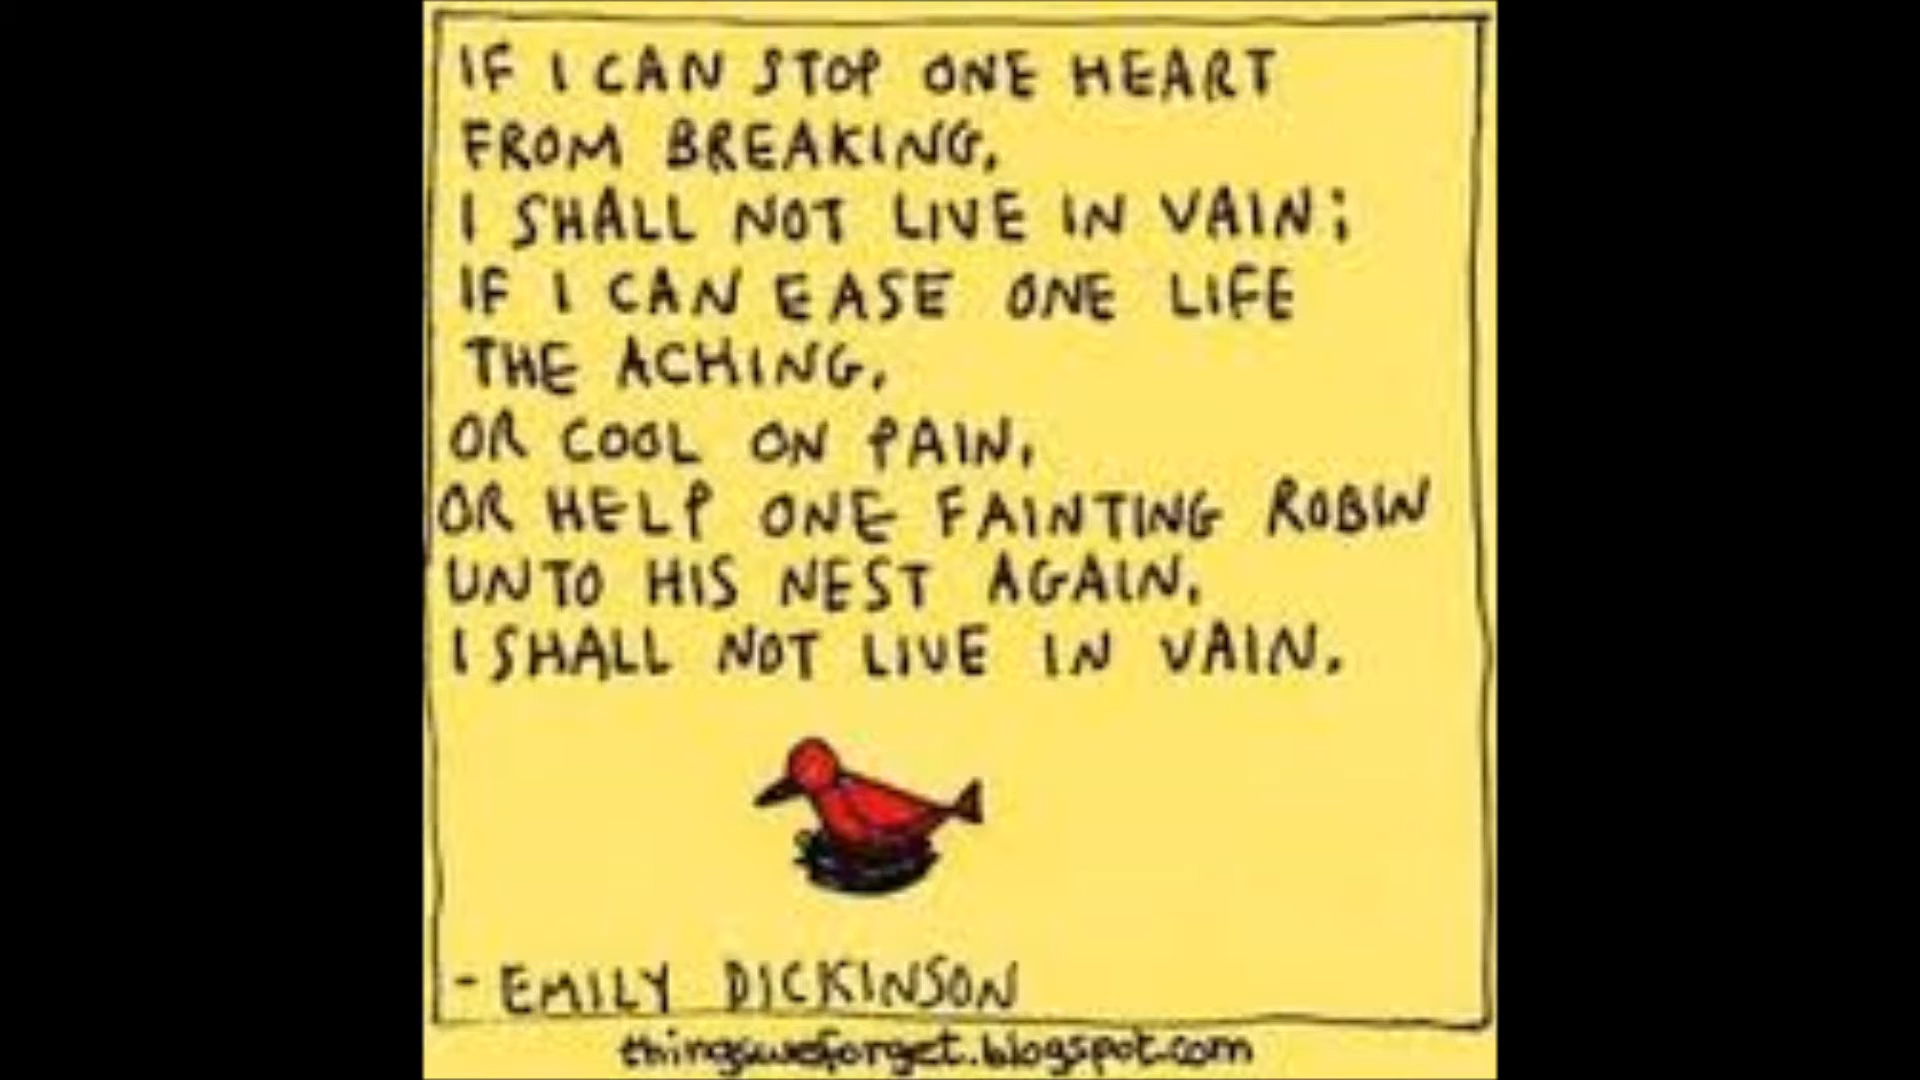 IF I CAN STOP ONE HEART
FROM BREAKING,
I SHALL NOT LIVE IN VAIN;
IF I CAN EASE ONE LIFE
THE ACHING,
OR COOL ON PAIN,
OR HELP ONE FAINTING ROBIN
UNTO HIS NEST AGAIN,
I SHALL NOT LIVE IN VAIN.
- EMILY DICKINSON
thingsweforget.blogspot.com